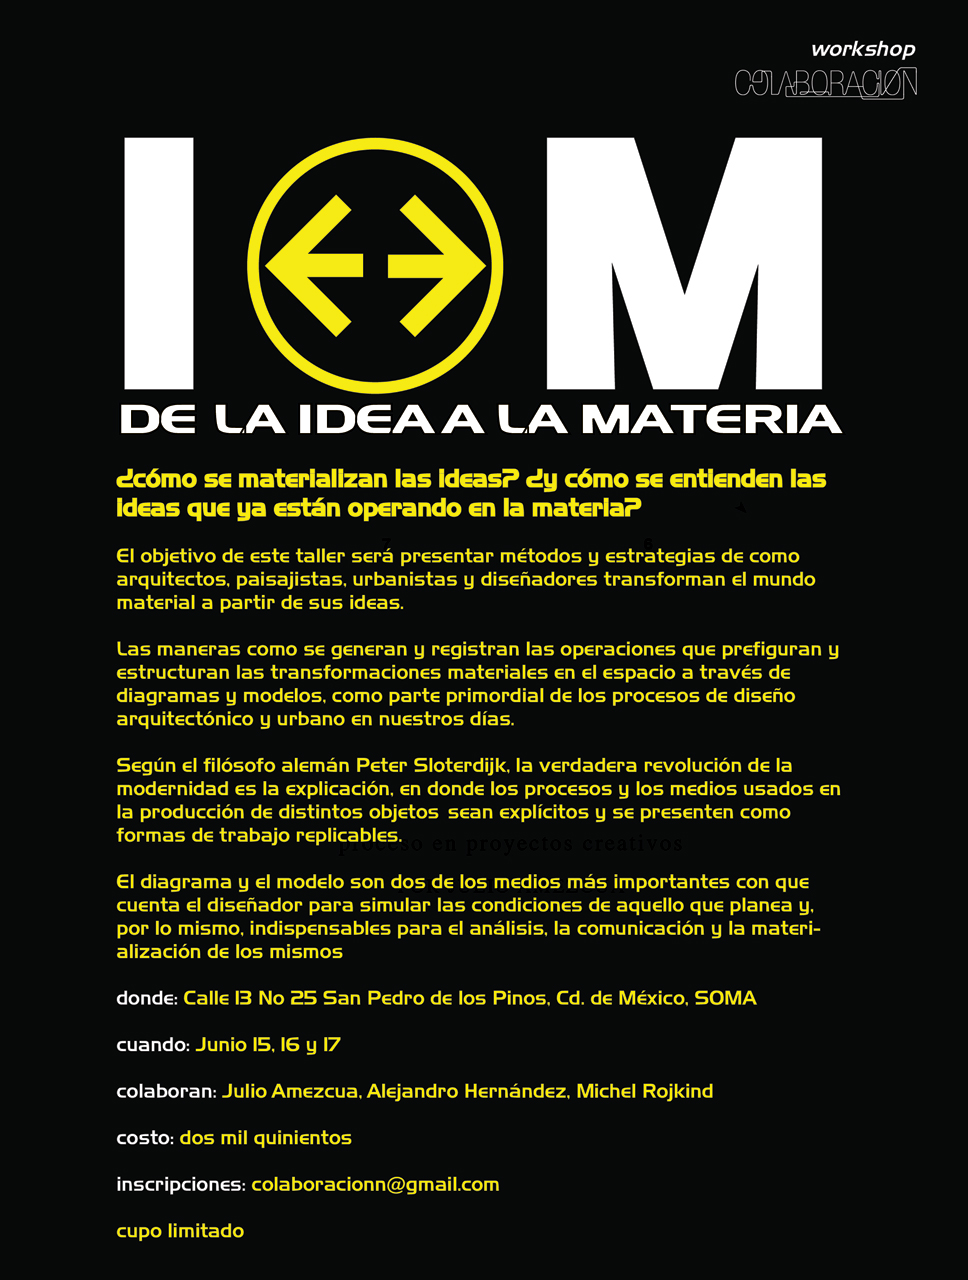 workshop
COLABORACIÓN
I M
DE LA IDEA A LA MATERIA
¿cómo se materializan las ideas? ¿y cómo se entienden las
ideas que ya están operando en la materia?
El objetivo de este taller será presentar métodos y estrategias de como
arquitectos, paisajistas, urbanistas y diseñadores transforman el mundo
material a partir de sus ideas.
Las maneras como se generan y registran las operaciones que prefiguran y
estructuran las transformaciones materiales en el espacio a través de
diagramas y modelos, como parte primordial de los procesos de diseño
arquitectónico y urbano en nuestros días.
Según el filósofo alemán Peter Sloterdijk, la verdadera revolución de la
modernidad es la explicación, en donde los procesos y los medios usados en
la producción de distintos objetos sean explícitos y se presenten como
formas de trabajo replicables.
proceso en proyectos creativos
El diagrama y el modelo son dos de los medios más importantes con que
cuenta el diseñador para simular las condiciones de aquello que planea y,
por lo mismo, indispensables para el análisis, la comunicación y la materi-
alización de los mismos
donde: Calle 13 No 25 San Pedro de los Pinos, Cd. de México, SOMA
cuando: Junio 15, 16 y 17
colaboran: Julio Amezcua, Alejandro Hernández, Michel Rojkind
costo: dos mil quinientos
inscripciones: colaboracionn@gmail.com
cupo limitado